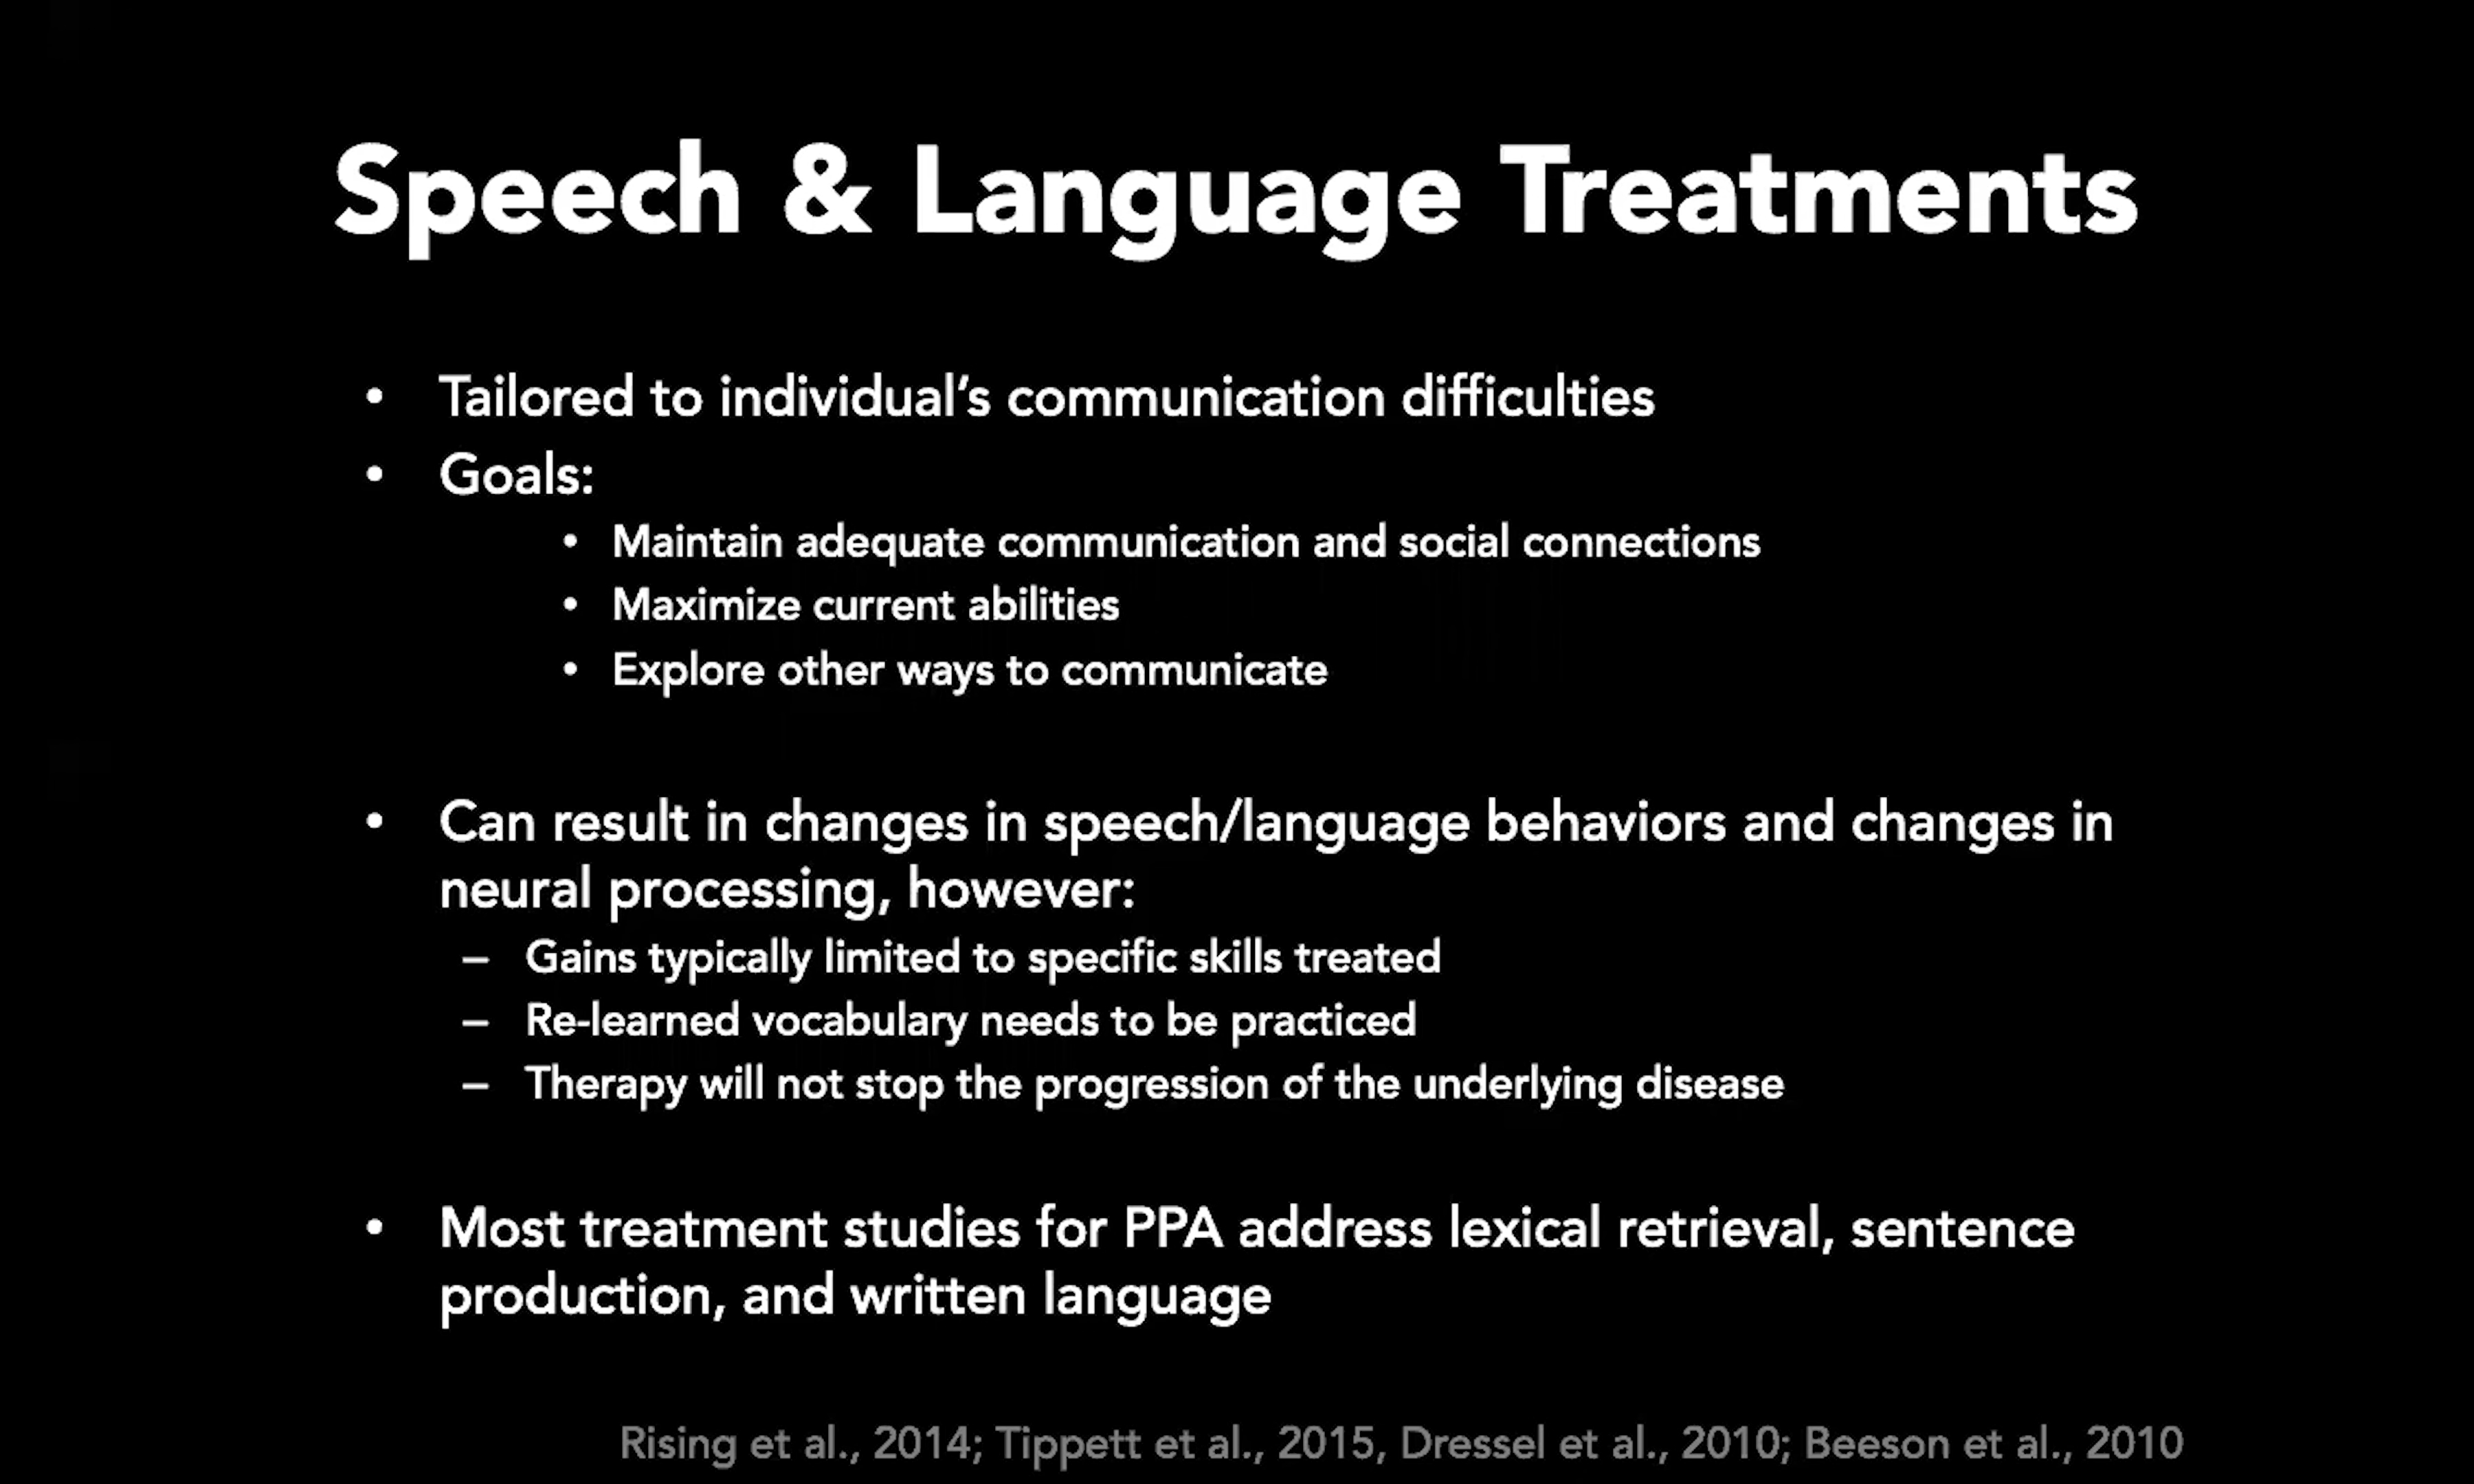 Speech & Language Treatments
• Tailored to individual's communication difficulties
• Goals:
• Maintain adequate communication and social connections
• Maximize current abilities
• Explore other ways to communicate
• Can result in changes in speech/language behaviors and changes in
neural processing, however:
– Gains typically limited to specific skills treated
– Re-learned vocabulary needs to be practiced
– Therapy will not stop the progression of the underlying disease
• Most treatment studies for PPA address lexical retrieval, sentence
production, and written language
Rising et al., 2014; Tippett et al., 2015, Dressel et al., 2010; Beeson et al., 2010